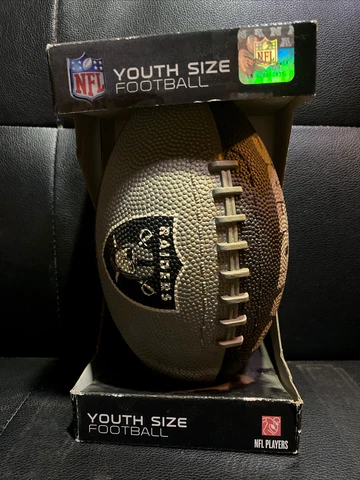 NFL
YOUTH SIZE
FOOTBALL
NFL
RAIDERS
YOUTH SIZE
FOOTBALL
NFL PLAYERS